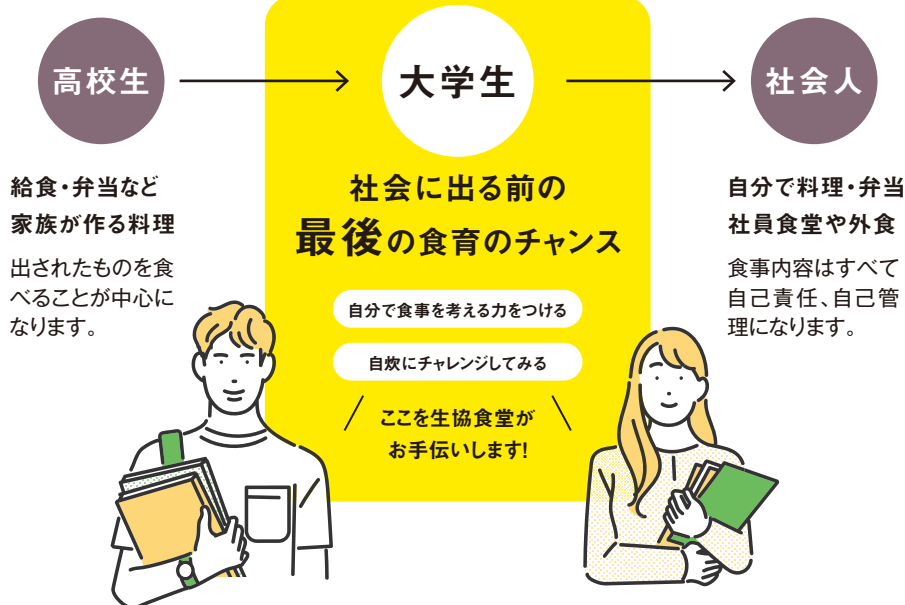 高校生
大学生
社会人
給食・弁当など
家族が作る料理
出されたものを食
べることが中心に
なります。
社会に出る前の
最後の食育のチャンス
自分で食事を考える力をつける
自炊にチャレンジしてみる
ここを生協食堂が
お手伝いします!
自分で料理・弁当
社員食堂や外食
食事内容はすべて
自己責任、自己管
理になります。